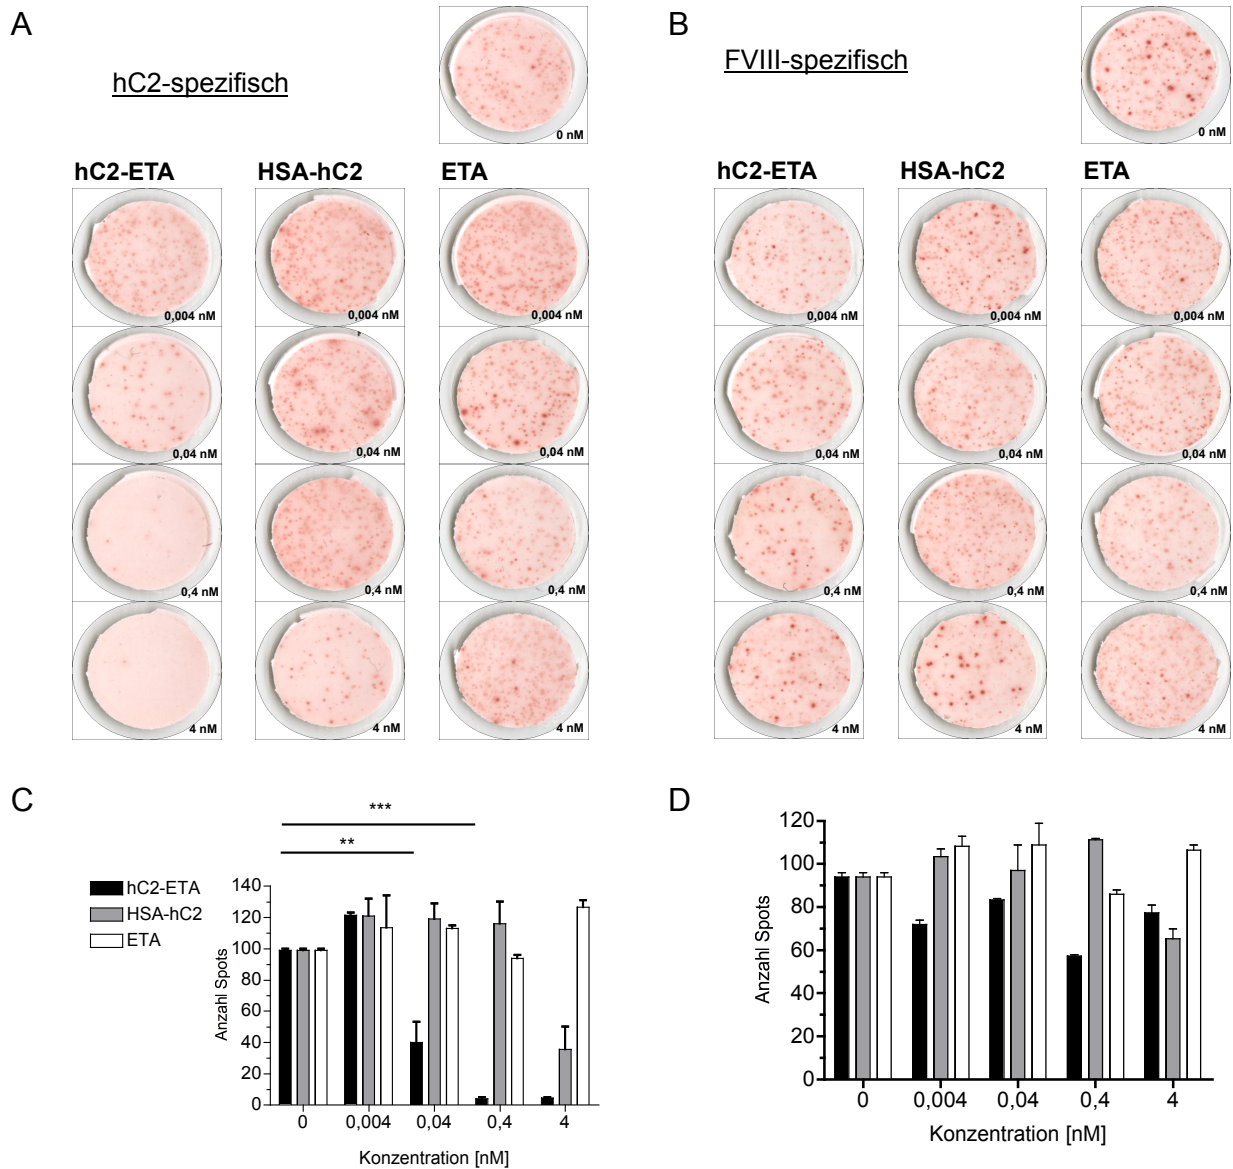 A
hC2-spezifisch
0 nM
hC2-ETA HSA-hC2 ETA
0,004 nM 0,004 nM 0,004 nM
0,04 nM 0,04 nM 0,04 nM
0,4 nM 0,4 nM 0,4 nM
4 nM 4 nM 4 nM
B
FVIII-spezifisch
0 nM
hC2-ETA HSA-hC2 ETA
0,004 nM 0,004 nM 0,004 nM
0,04 nM 0,04 nM 0,04 nM
0,4 nM 0,4 nM 0,4 nM
4 nM 4 nM 4 nM
C
***
**
hC2-ETA
HSA-hC2
ETA
Anzahl Spots
140
120
100
80
60
40
20
0
0 0,004 0,04 0,4 4
Konzentration [nM]
D
Anzahl Spots
120
100
80
60
40
20
0
0 0,004 0,04 0,4 4
Konzentration [nM]